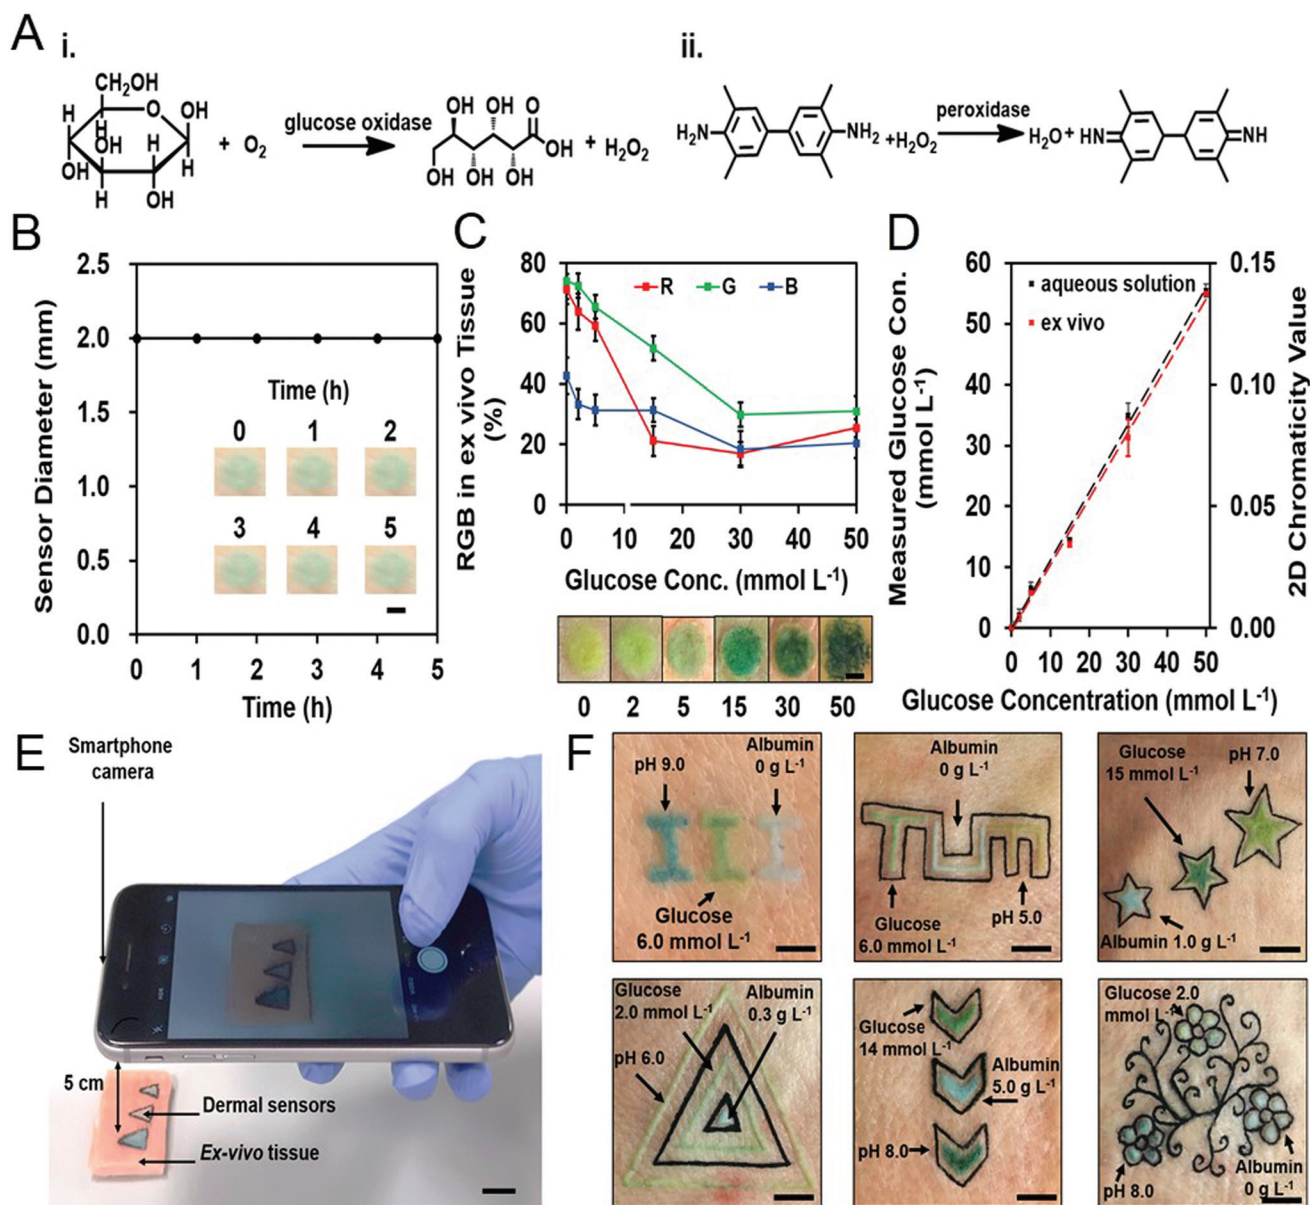 A
i.
CH2OH
H
O
OH
H
OH
H
H
OH
H
H
OH
+ O2
glucose oxidase
OH
OH
O
OH
OH
OH
OH
+ H2O2
ii.
H2N
NH2
+H2O2
peroxidase
H2O+
HN
NH
B
Sensor Diameter (mm)
2.5
2.0
1.5
1.0
0.5
0.0
Time (h)
0 1 2
3 4 5
0 1 2 3 4 5
Time (h)
C
RGB in ex vivo Tissue
(%)
80
60
40
20
0
R G B
0 10 20 30 40 50
Glucose Conc. (mmol L-1)
0 2 5 15 30 50
D
Measured Glucose Con.
(mmol L-1)
60
50
40
30
20
10
0
aqueous solution
ex vivo
0.15
0.10
0.05
0.00
2D Chromaticity Value
0 10 20 30 40 50
Glucose Concentration (mmol L-1)
E
Smartphone
camera
5 cm
Dermal sensors
Ex-vivo tissue
F
pH 9.0
Albumin
0 g L-1
Glucose
6.0 mmol L-1
Albumin
0 g L-1
Glucose
6.0 mmol L-1
pH 5.0
Glucose
15 mmol L-1
pH 7.0
Albumin 1.0 g L-1
Glucose
2.0 mmol L-1
Albumin
0.3 g L-1
pH 6.0
Glucose
14 mmol L-1
Albumin
5.0 g L-1
pH 8.0
Glucose 2.0
mmol L-1
pH 8.0
Albumin
0 g L-1